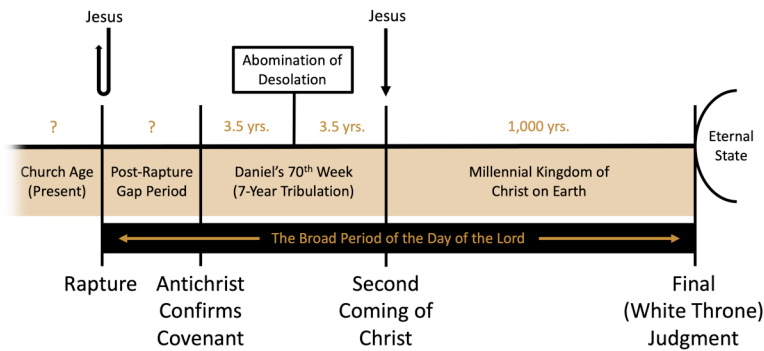 Jesus
Jesus
Abomination of
Desolation
?
?
3.5 yrs.
3.5 yrs.
1,000 yrs.
Eternal
State
Church Age
(Present)
Post-Rapture
Gap Period
Daniel's 70th Week
(7-Year Tribulation)
Millennial Kingdom of
Christ on Earth
The Broad Period of the Day of the Lord
Rapture
Antichrist
Confirms
Covenant
Second
Coming of
Christ
Final
(White Throne)
Judgment